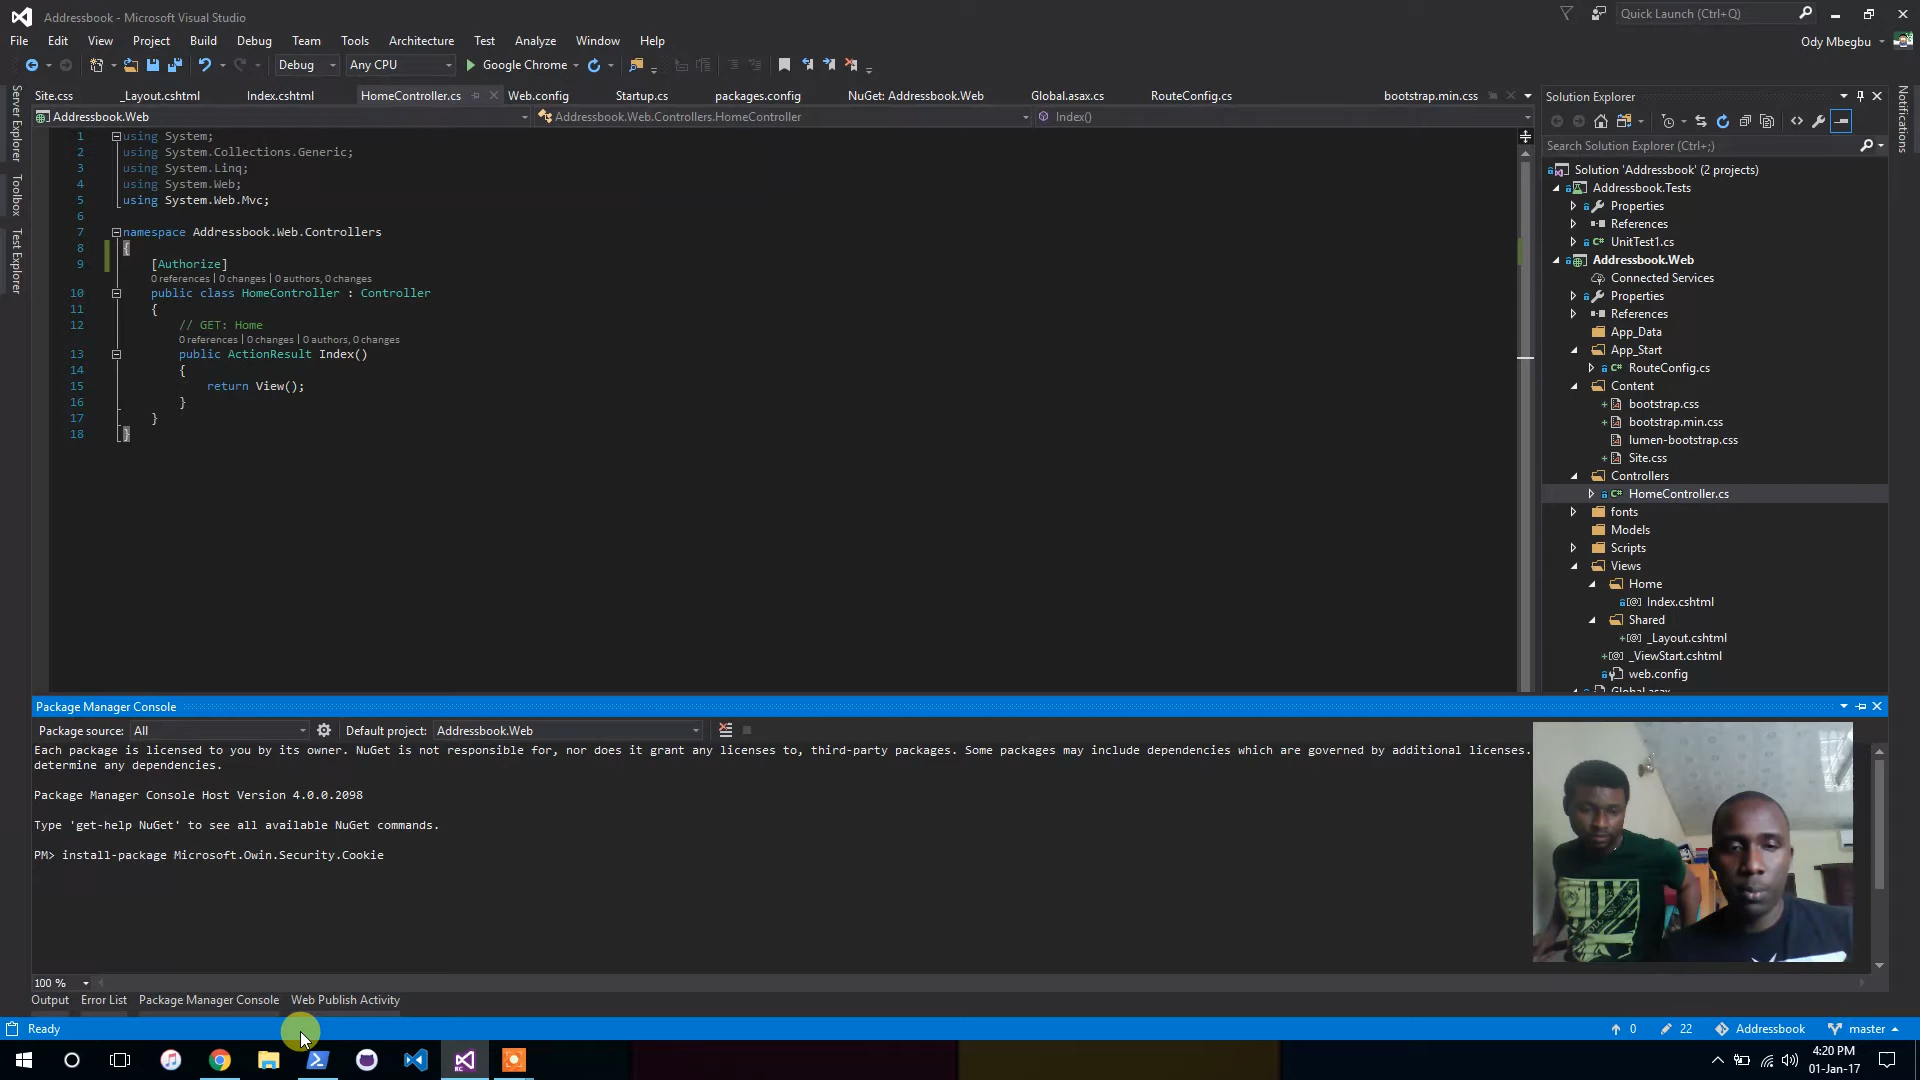 Addressbook - Microsoft Visual Studio
Quick Launch (Ctrl+Q)
File Edit View Project Build Debug Team Tools Architecture Test Analyze Window Help
Ody Mbegbu
Debug Any CPU Google Chrome
Site.css _Layout.cshtml Index.cshtml HomeController.cs Web.config Startup.cs packages.config NuGet: Addressbook.Web Global.asax.cs RouteConfig.cs bootstrap.min.css
Addressbook.Web Addressbook.Web.Controllers.HomeController Index()
Server Explorer
Toolbox
Test Explorer
1 using System;
2 using System.Collections.Generic;
3 using System.Linq;
4 using System.Web;
5 using System.Web.Mvc;
6
7 namespace Addressbook.Web.Controllers
8 {
9 [Authorize]
0 references | 0 changes | 0 authors, 0 changes
10 public class HomeController : Controller
11 {
12 // GET: Home
0 references | 0 changes | 0 authors, 0 changes
13 public ActionResult Index()
14 {
15 return View();
16 }
17 }
18 }
Solution Explorer
Search Solution Explorer (Ctrl+;)
Solution 'Addressbook' (2 projects)
Addressbook.Tests
Properties
References
UnitTest1.cs
Addressbook.Web
Connected Services
Properties
References
App_Data
App_Start
RouteConfig.cs
Content
bootstrap.css
bootstrap.min.css
lumen-bootstrap.css
Site.css
Controllers
HomeController.cs
fonts
Models
Scripts
Views
Home
Index.cshtml
Shared
_Layout.cshtml
_ViewStart.cshtml
web.config
Global.asax
Notifications
Package Manager Console
Package source: All Default project: Addressbook.Web
Each package is licensed to you by its owner. NuGet is not responsible for, nor does it grant any licenses to, third-party packages. Some packages may include dependencies which are governed by additional licenses.
determine any dependencies.
Package Manager Console Host Version 4.0.0.2098
Type 'get-help NuGet' to see all available NuGet commands.
PM> install-package Microsoft.Owin.Security.Cookie
100 %
Output Error List Package Manager Console Web Publish Activity
Ready 0 22 Addressbook master
4:20 PM
01-Jan-17